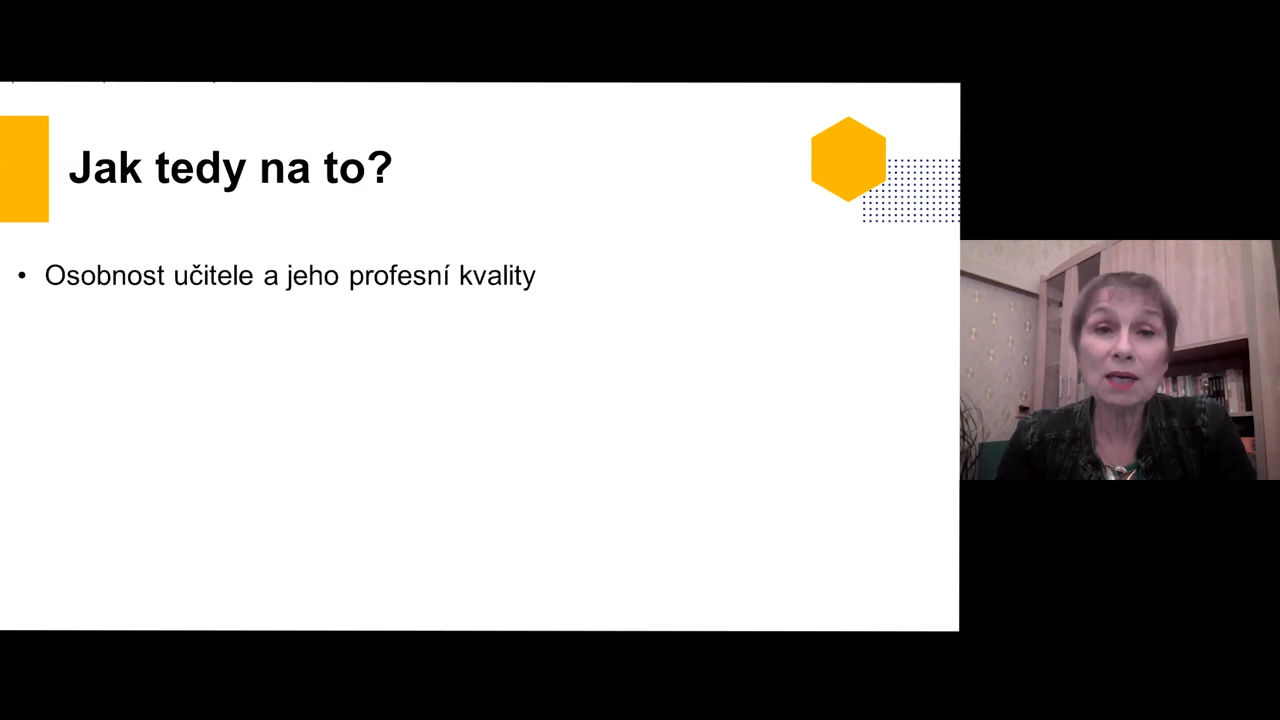 Jak tedy na to?
• Osobnost učitele a jeho profesní kvality